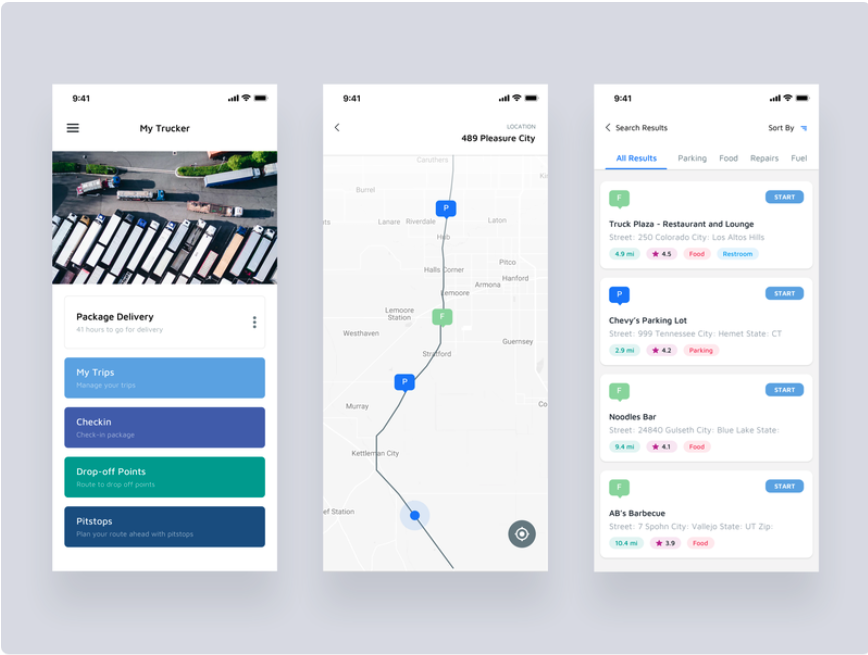 9:41
My Trucker
Package Delivery
41 hours to go for delivery
My Trips
Manage your trips
Checkin
Check-in package
Drop-off Points
Route to drop off points
Pitstops
Plan your route ahead with pitstops
9:41
LOCATION
489 Pleasure City
Caruthers
Burrel
Lanare Riverdale
Laton
Hub
Pitco
Halls Corner
Hanford
Armona
Lemoore
Lemoore
Station
Westhaven
Guernsey
Stratford
Murray
Co
Kettleman City
ef Station
P
F
P
9:41
Search Results
Sort By
All Results Parking Food Repairs Fuel
F
START
Truck Plaza - Restaurant and Lounge
Street: 250 Colorado City: Los Altos Hills
4.9 mi ★ 4.5 Food Restroom
P
START
Chevy's Parking Lot
Street: 999 Tennessee City: Hemet State: CT
2.9 mi ★ 4.2 Parking
F
START
Noodles Bar
Street: 24840 Gulseth City: Blue Lake State:
9.4 mi ★ 4.1 Food
F
START
AB's Barbecue
Street: 7 Spohn City: Vallejo State: UT Zip:
10.4 mi ★ 3.9 Food